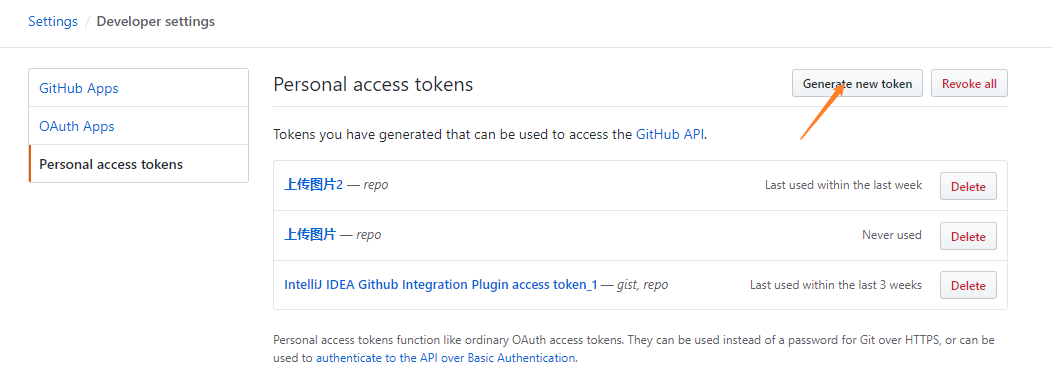 Settings / Developer settings
GitHub Apps
OAuth Apps
Personal access tokens
Personal access tokens
Generate new token
Revoke all
Tokens you have generated that can be used to access the GitHub API.
上传图片2 — repo
Last used within the last week
Delete
上传图片 — repo
Never used
Delete
IntelliJ IDEA Github Integration Plugin access token_1 — gist, repo
Last used within the last 3 weeks
Delete
Personal access tokens function like ordinary OAuth access tokens. They can be used instead of a password for Git over HTTPS, or can be
used to authenticate to the API over Basic Authentication.